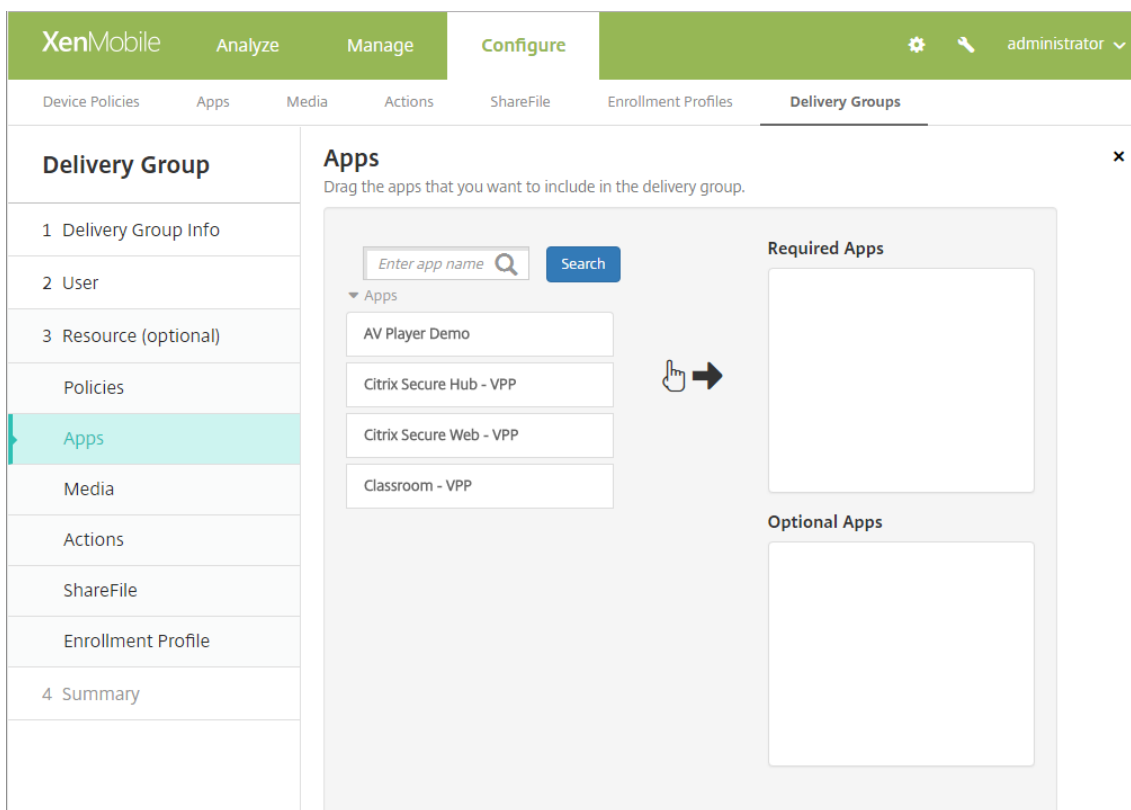 XenMobile Analyze Manage Configure administrator
Device Policies Apps Media Actions ShareFile Enrollment Profiles Delivery Groups
Delivery Group
1 Delivery Group Info
2 User
3 Resource (optional)
Policies
Apps
Media
Actions
ShareFile
Enrollment Profile
4 Summary
Apps
Drag the apps that you want to include in the delivery group.
Enter app name Search
Apps
AV Player Demo
Citrix Secure Hub - VPP
Citrix Secure Web - VPP
Classroom - VPP
Required Apps
Optional Apps